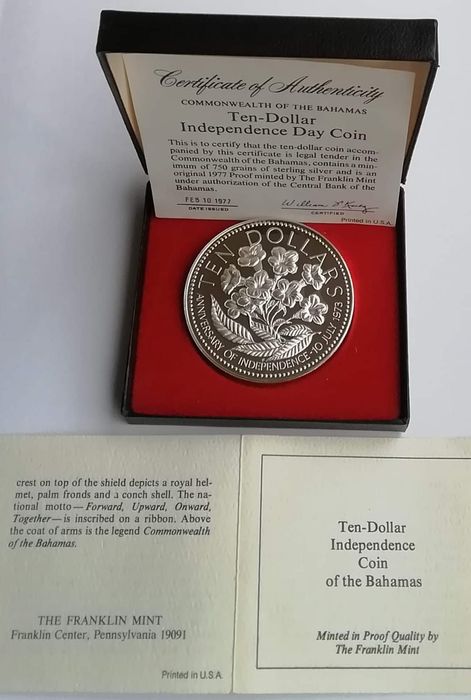 Certificate of Authenticity
COMMONWEALTH OF THE BAHAMAS
Ten-Dollar
Independence Day Coin
This is to certify that the ten-dollar coin accom-
panied by this certificate is legal tender in the
Commonwealth of the Bahamas, contains a min-
imum of 750 grains of sterling silver and is an
original 1977 Proof minted by The Franklin Mint
under authorization of the Central Bank of the
Bahamas.
FEB 10 1977
DATE ISSUED
CERTIFIED
Printed in U.S.A.
TEN DOLLARS
ANNIVERSARY OF INDEPENDENCE-10 JULY 1973
crest on top of the shield depicts a royal hel-
met, palm fronds and a conch shell. The na-
tional motto—Forward, Upward, Onward,
Together—is inscribed on a ribbon. Above
the coat of arms is the legend Commonwealth
of the Bahamas.
THE FRANKLIN MINT
Franklin Center, Pennsylvania 19091
Printed in U.S.A.
Ten-Dollar
Independence
Coin
of the Bahamas
Minted in Proof Quality by
The Franklin Mint